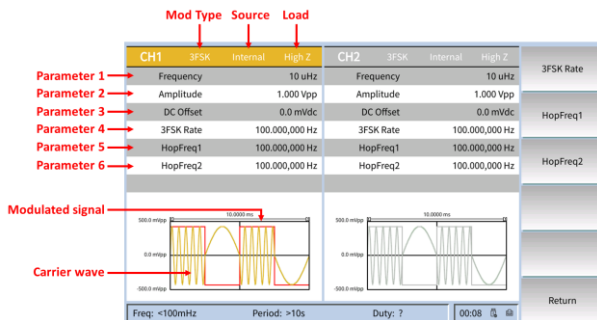 Mod Type Source Load
CH1 3FSK Internal High Z CH2 3FSK Internal High Z
3FSK Rate
Parameter 1 Frequency 10 uHz Frequency 10 uHz
Parameter 2 Amplitude 1.000 Vpp Amplitude 1.000 Vpp
Parameter 3 DC Offset 0.0 mVdc DC Offset 0.0 mVdc
HopFreq1
Parameter 4 3FSK Rate 100.000,000 Hz 3FSK Rate 100.000,000 Hz
Parameter 5 HopFreq1 100.000,000 Hz HopFreq1 100.000,000 Hz
Parameter 6 HopFreq2 100.000,000 Hz HopFreq2 100.000,000 Hz
HopFreq2
Modulated signal
10.0000 ms 10.0000 ms
500.0 mVpp 500.0 mVpp
0.0 mVpp 0.0 mVpp
Carrier wave
-500.0 mVpp -500.0 mVpp
Return
Freq: <100mHz Period: >10s Duty: ? 00:08